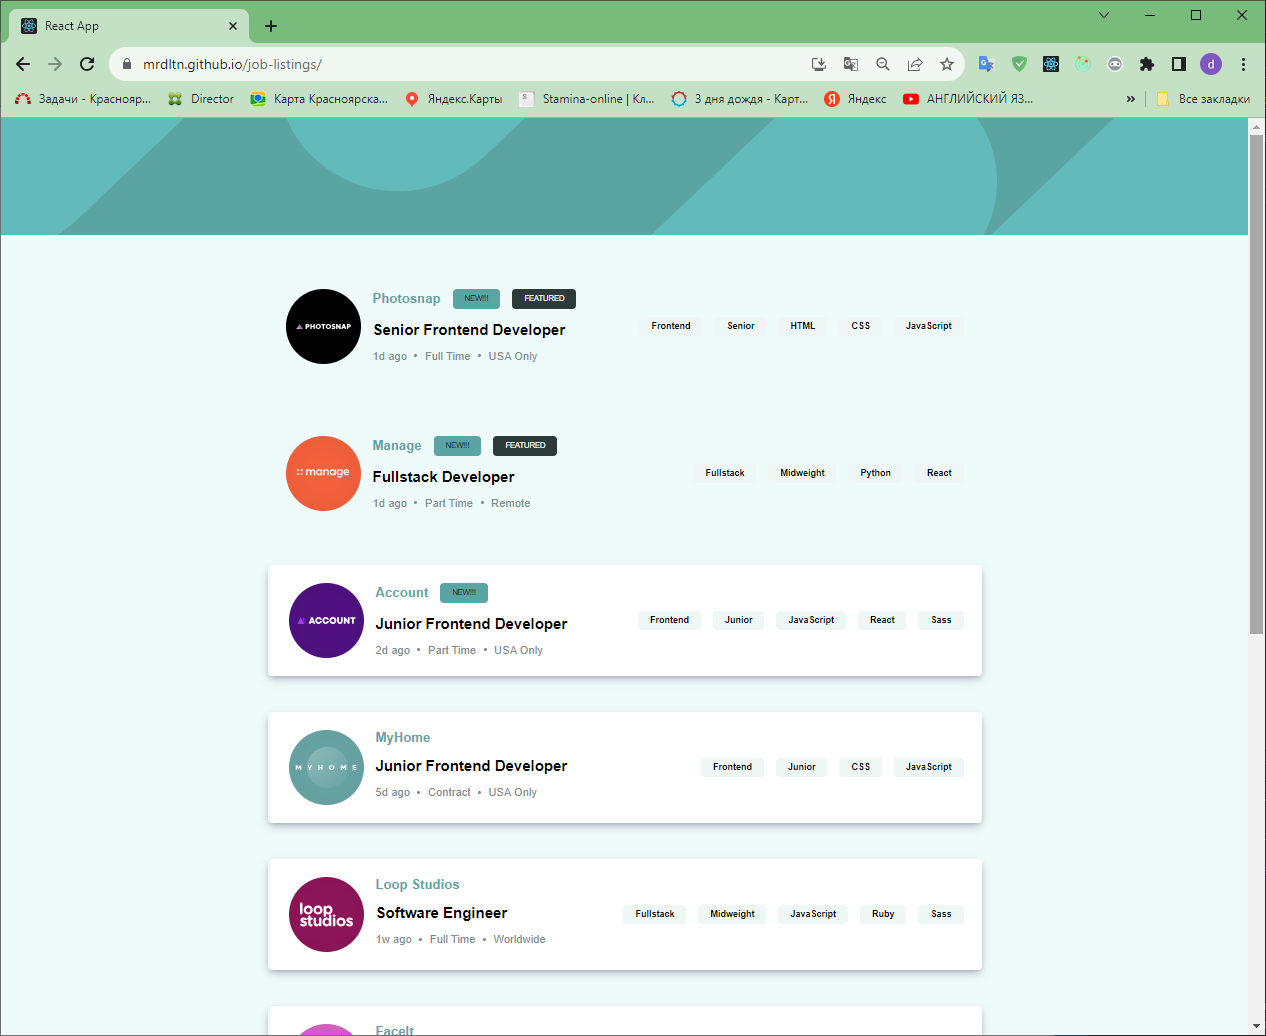 React App
mrdltn.github.io/job-listings/
d
Задачи - Краснояр...
Director
Карта Красноярска...
Яндекс.Карты
Stamina-online | Кл...
3 дня дождя - Карт...
Яндекс
АНГЛИЙСКИЙ ЯЗ...
»
Все закладки
PHOTOSNAP
Photosnap NEW!!! FEATURED
Senior Frontend Developer
1d ago • Full Time • USA Only
Frontend Senior HTML CSS JavaScript
manage
Manage NEW!!! FEATURED
Fullstack Developer
1d ago • Part Time • Remote
Fullstack Midweight Python React
ACCOUNT
Account NEW!!!
Junior Frontend Developer
2d ago • Part Time • USA Only
Frontend Junior JavaScript React Sass
MYHOME
MyHome
Junior Frontend Developer
5d ago • Contract • USA Only
Frontend Junior CSS JavaScript
loop
studios
Loop Studios
Software Engineer
1w ago • Full Time • Worldwide
Fullstack Midweight JavaScript Ruby Sass
FaceIt